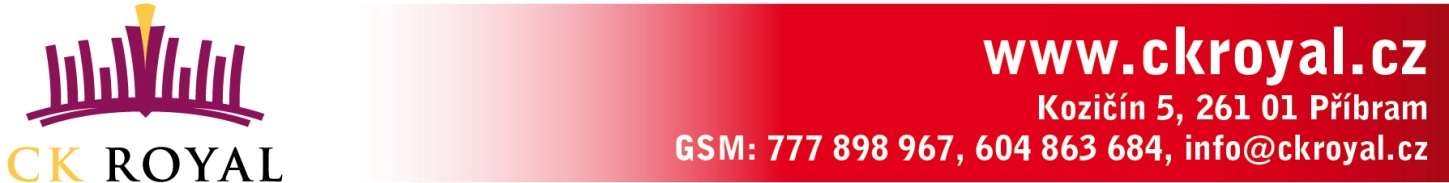 CK ROYAL
www.ckroyal.cz
Kozičín 5, 261 01 Příbram
GSM: 777 898 967, 604 863 684, info@ckroyal.cz